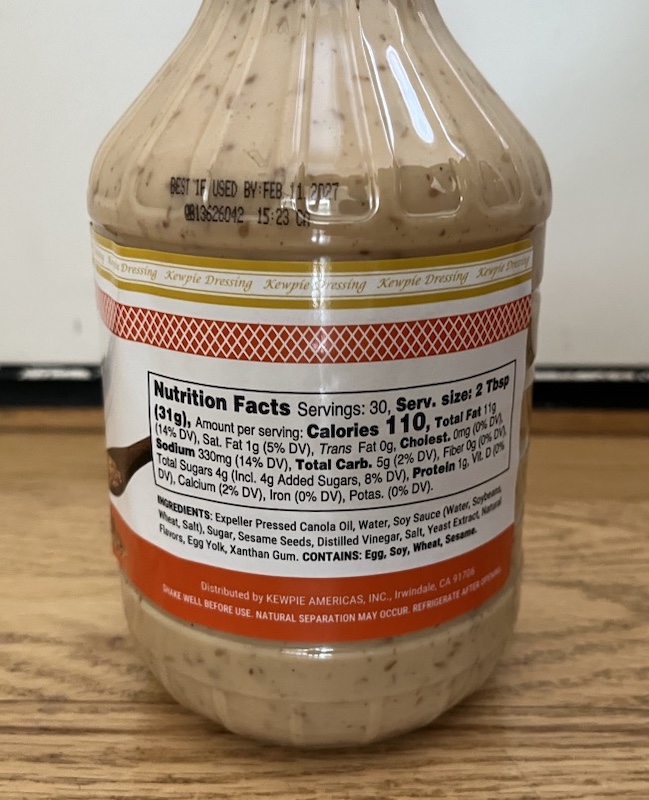 BEST IF USED BY:FEB 11 2027
0B13626042 15:23
Dressing Kewpie Dressing Kewpie Dressing Kewpie Dressing Kewpie Dressing
Nutrition Facts Servings: 30, Serv. size: 2 Tbsp
(31g), Amount per serving: Calories 110, Total Fat 11g
(14% DV), Sat. Fat 1g (5% DV), Trans Fat 0g, Cholest. 0mg (0% DV),
Sodium 330mg (14% DV), Total Carb. 5g (2% DV), Fiber 0g (0% DV),
Total Sugars 4g (Incl. 4g Added Sugars, 8% DV), Protein 1g, Vit. D (0%
DV), Calcium (2% DV), Iron (0% DV), Potas. (0% DV).
INGREDIENTS: Expeller Pressed Canola Oil, Water, Soy Sauce (Water, Soybeans,
Wheat, Salt), Sugar, Sesame Seeds, Distilled Vinegar, Salt, Yeast Extract, Natural
Flavors, Egg Yolk, Xanthan Gum. CONTAINS: Egg, Soy, Wheat, Sesame.
Distributed by KEWPIE AMERICAS, INC., Irwindale, CA 91706
SHAKE WELL BEFORE USE. NATURAL SEPARATION MAY OCCUR. REFRIGERATE AFTER OPENING.